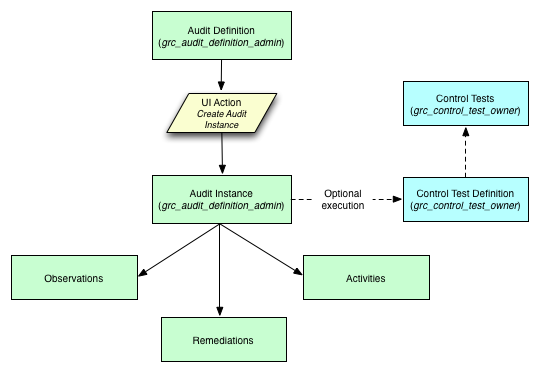 Audit Definition
(grc_audit_definition_admin)
UI Action
Create Audit
Instance
Control Tests
(grc_control_test_owner)
Audit Instance
(grc_audit_definition_admin)
Optional
execution
Control Test Definition
(grc_control_test_owner)
Observations
Activities
Remediations